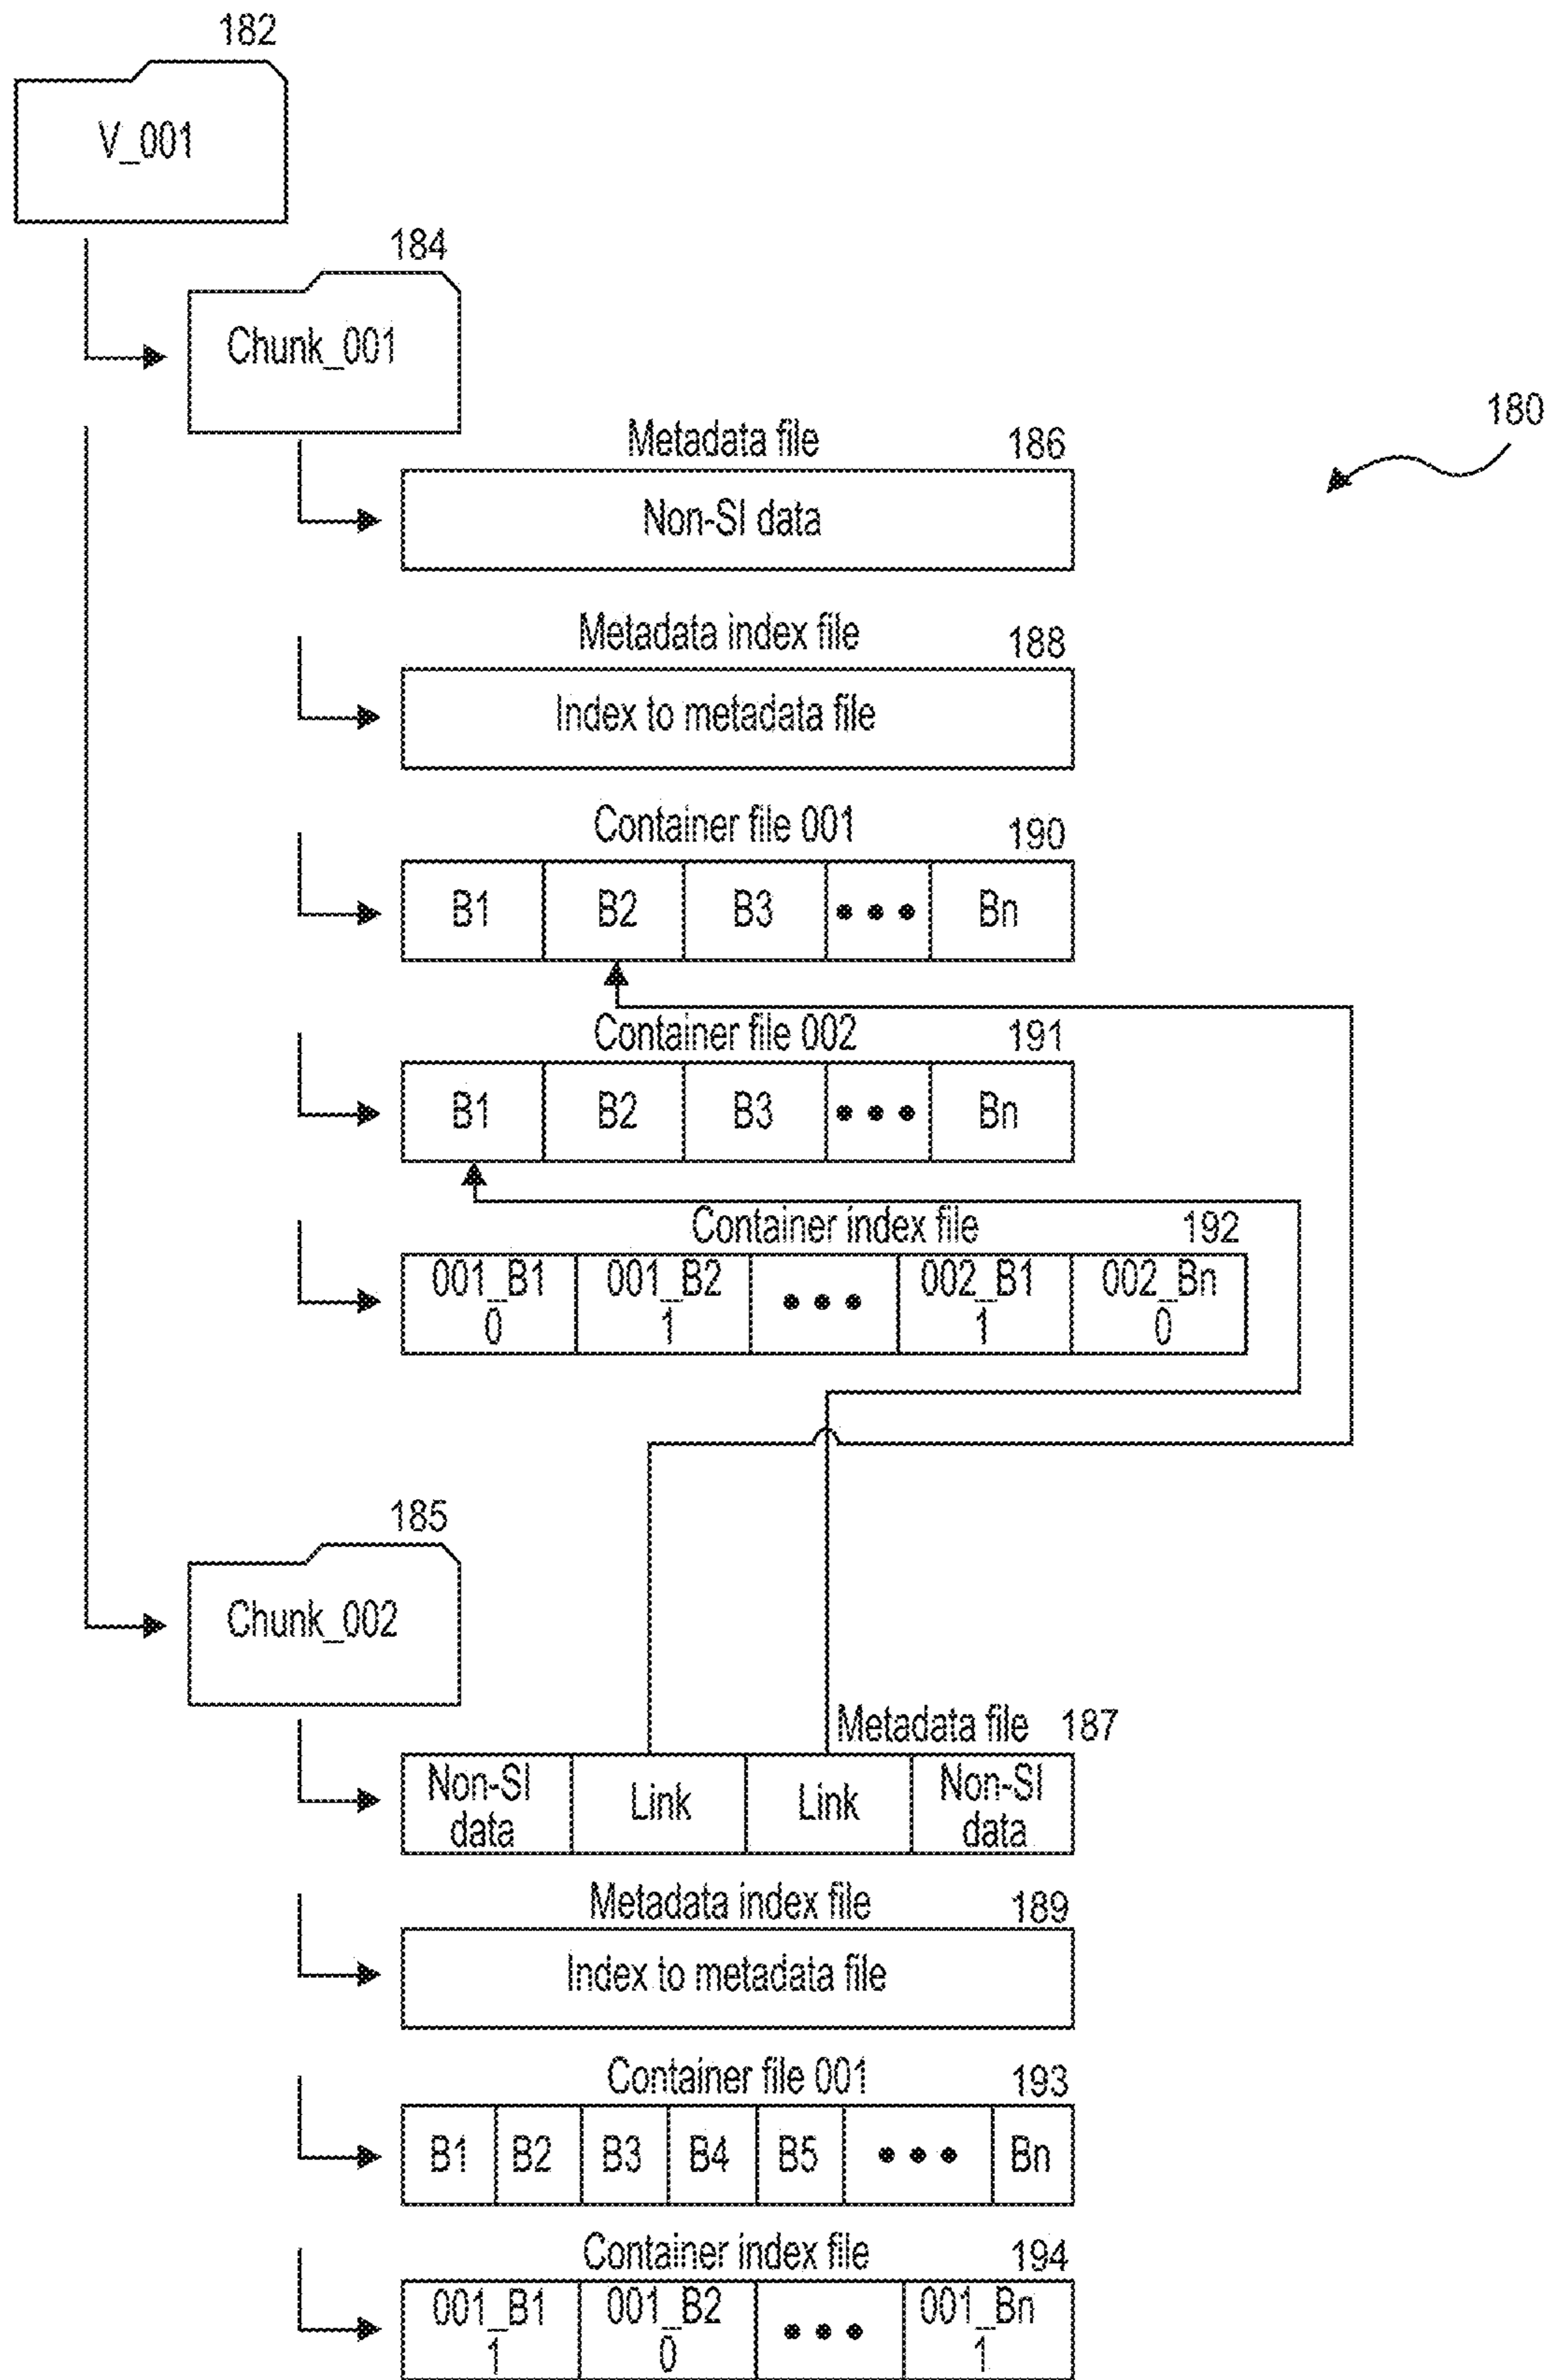 182
V_001
184
Chunk_001
180
Metadata file 186
Non-SI data
Metadata index file 188
Index to metadata file
Container file 001 190
B1 B2 B3 ••• Bn
Container file 002 191
B1 B2 B3 ••• Bn
Container index file 192
001_B1 001_B2 ••• 002_B1 002_Bn
0 1 1 0
185
Chunk_002
Metadata file 187
Non-SI Link Link Non-SI
data data
Metadata index file 189
Index to metadata file
Container file 001 193
B1 B2 B3 B4 B5 ••• Bn
Container index file 194
001_B1 001_B2 ••• 001_Bn
1 0 1